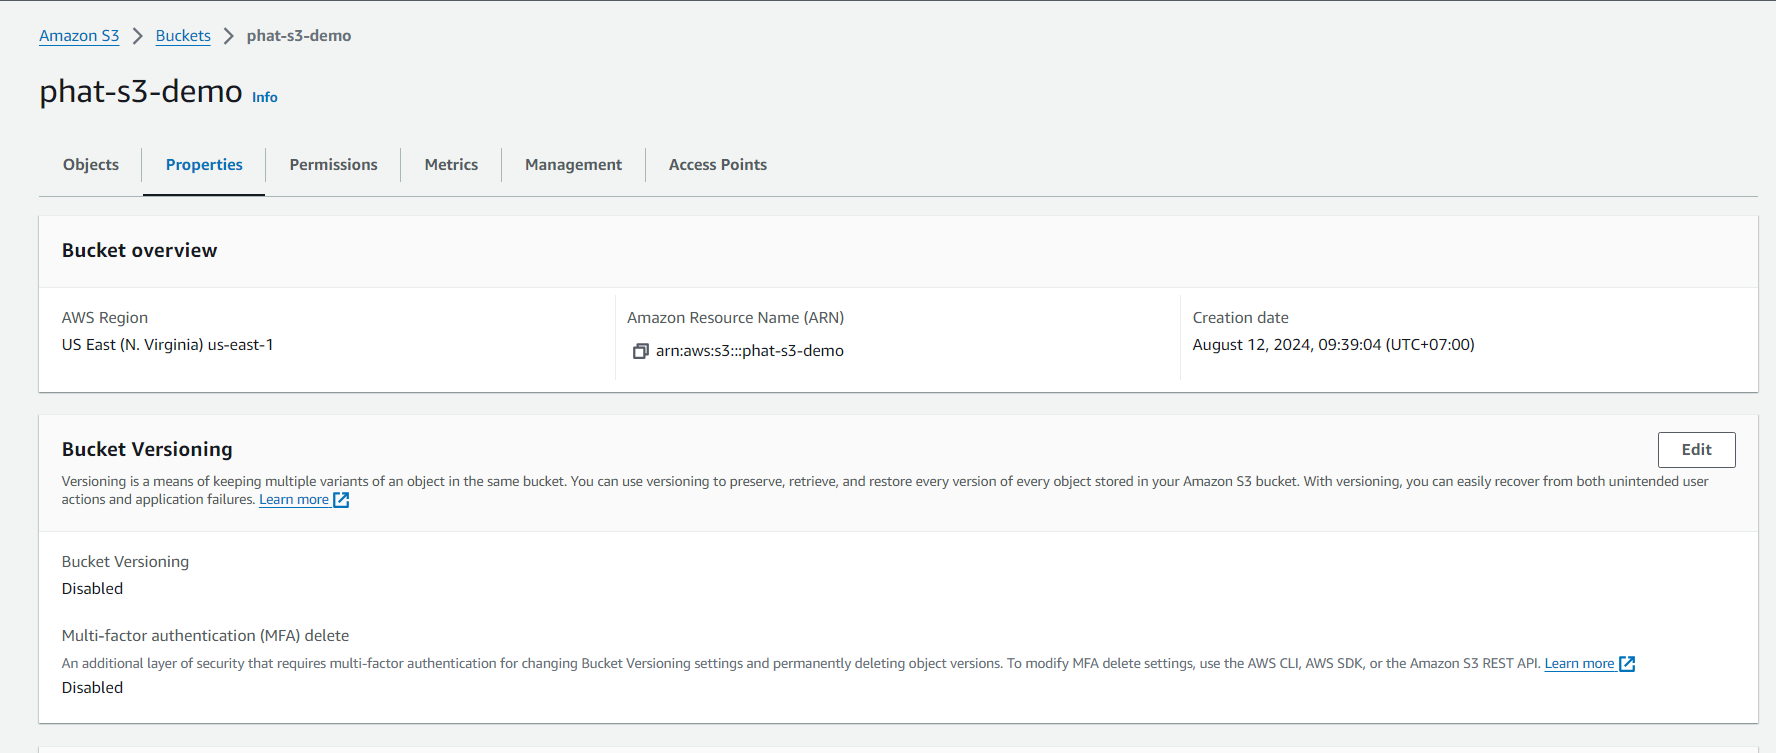 Amazon S3 > Buckets > phat-s3-demo
phat-s3-demo Info
Objects Properties Permissions Metrics Management Access Points
Bucket overview
AWS Region
US East (N. Virginia) us-east-1
Amazon Resource Name (ARN)
arn:aws:s3:::phat-s3-demo
Creation date
August 12, 2024, 09:39:04 (UTC+07:00)
Bucket Versioning
Edit
Versioning is a means of keeping multiple variants of an object in the same bucket. You can use versioning to preserve, retrieve, and restore every version of every object stored in your Amazon S3 bucket. With versioning, you can easily recover from both unintended user
actions and application failures. Learn more
Bucket Versioning
Disabled
Multi-factor authentication (MFA) delete
An additional layer of security that requires multi-factor authentication for changing Bucket Versioning settings and permanently deleting object versions. To modify MFA delete settings, use the AWS CLI, AWS SDK, or the Amazon S3 REST API. Learn more
Disabled